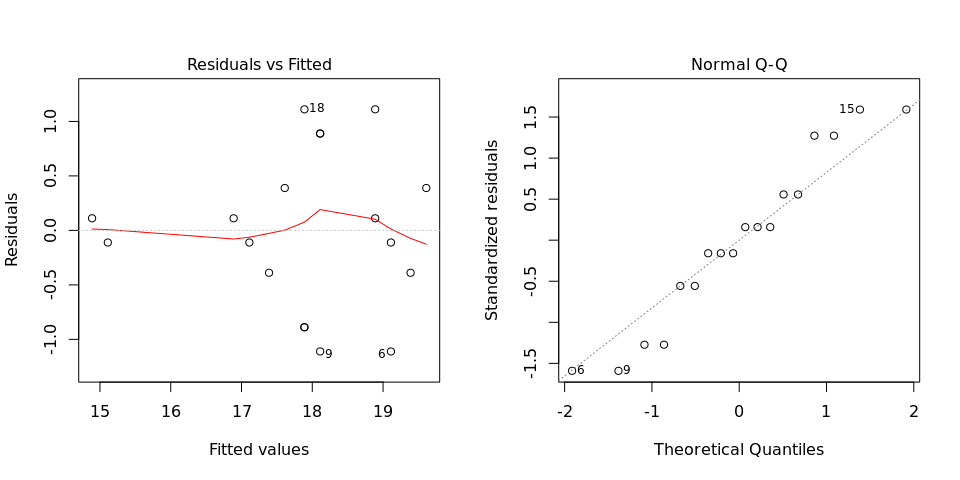 Residuals vs Fitted
Residuals
1.0
0.5
0.0
-0.5
-1.0
18
9
6
15 16 17 18 19
Fitted values
Normal Q-Q
Standardized residuals
1.5
1.0
0.5
-0.5
-1.5
15
6
9
-2 -1 0 1 2
Theoretical Quantiles